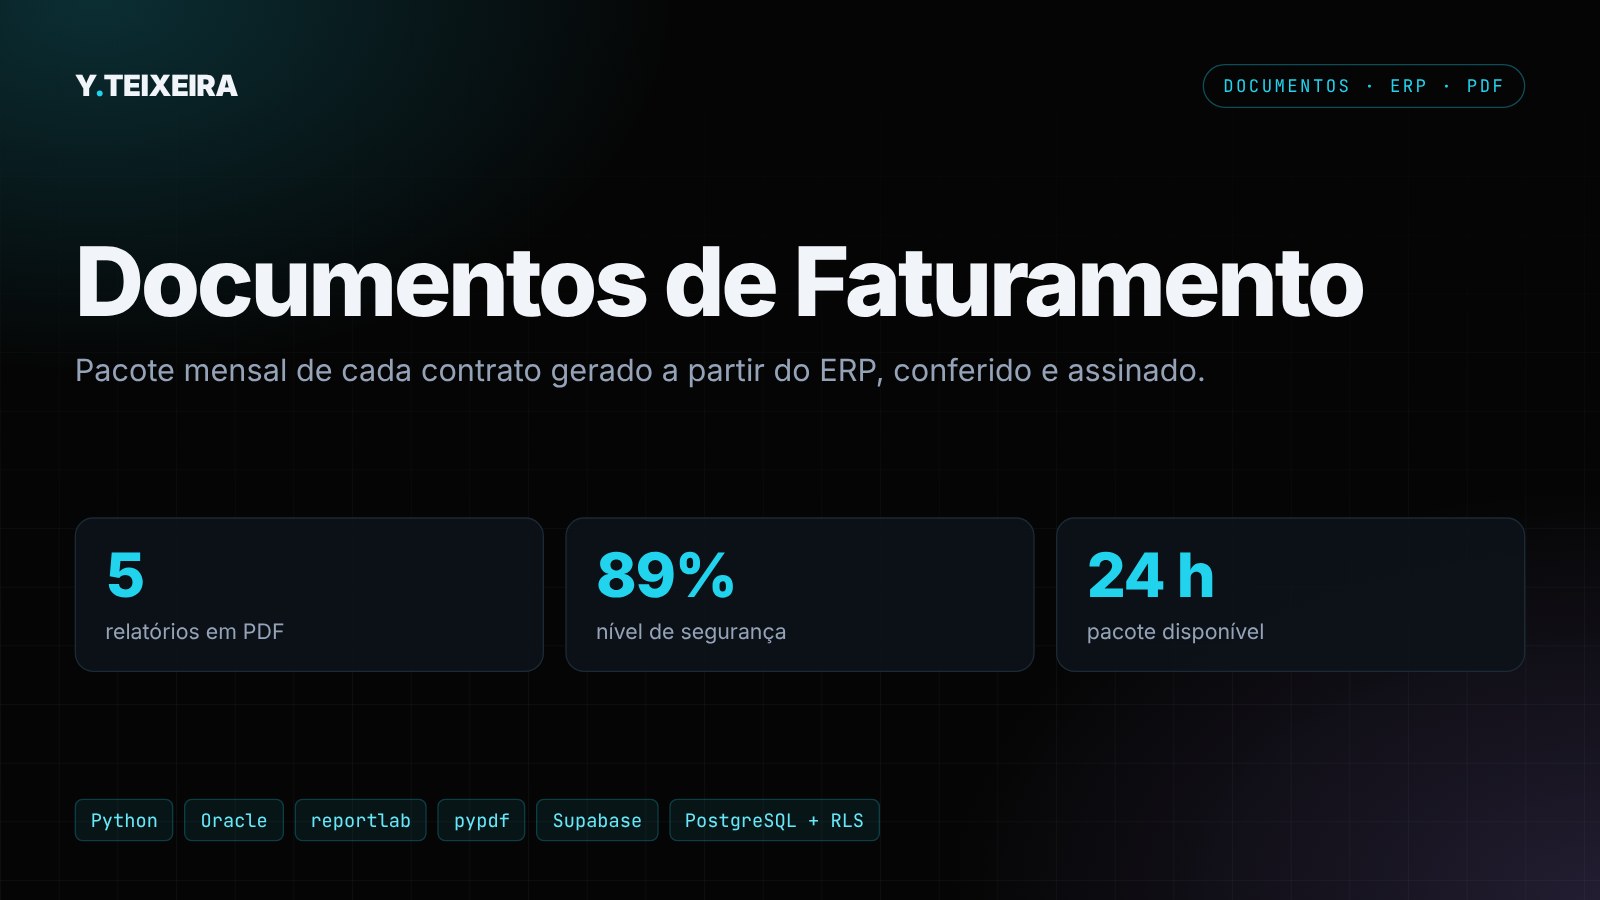 Y.TEIXEIRA
DOCUMENTOS · ERP · PDF
Documentos de Faturamento
Pacote mensal de cada contrato gerado a partir do ERP, conferido e assinado.
5
relatórios em PDF
89%
nível de segurança
24 h
pacote disponível
Python
Oracle
reportlab
pypdf
Supabase
PostgreSQL + RLS